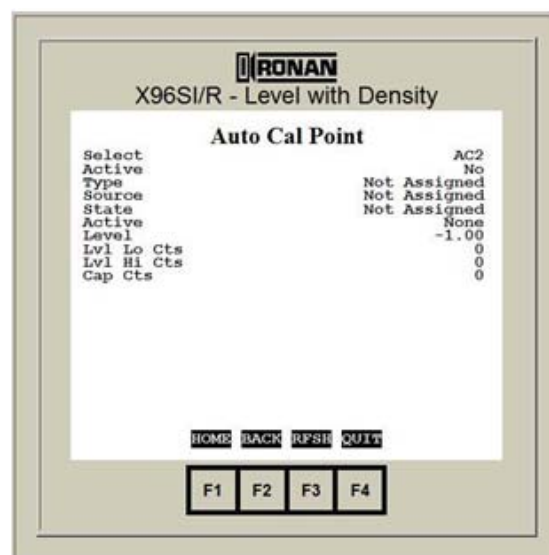 RONAN
X96SI/R - Level with Density
Auto Cal Point
Select AC2
Active No
Type Not Assigned
Source Not Assigned
State Not Assigned
Active None
Level -1.00
Lvl Lo Cts 0
Lvl Hi Cts 0
Cap Cts 0
HOME BACK RFSH QUIT
F1 F2 F3 F4